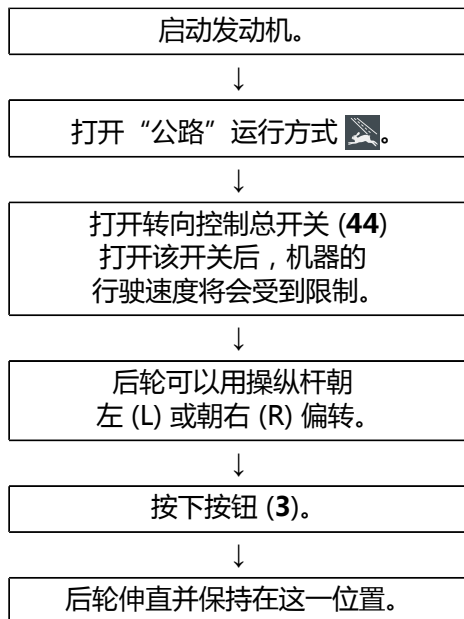 启动发动机。
↓
打开“公路”运行方式 。
↓
打开转向控制总开关 (44)
打开该开关后，机器的
行驶速度将会受到限制。
↓
后轮可以用操纵杆朝
左 (L) 或朝右 (R) 偏转。
↓
按下按钮 (3)。
↓
后轮伸直并保持在这一位置。